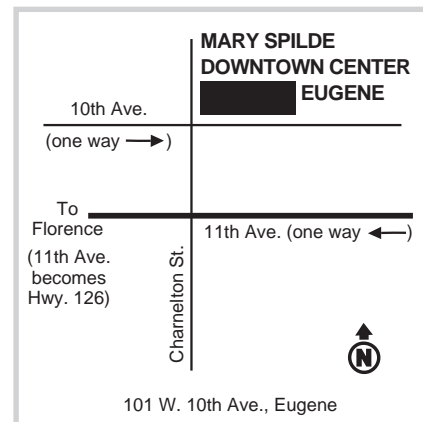 MARY SPILDE
DOWNTOWN CENTER
EUGENE
10th Ave.
(one way →)
To
Florence
(11th Ave.
becomes
Hwy. 126)
11th Ave. (one way ←)
Charnelton St.
N
101 W. 10th Ave., Eugene